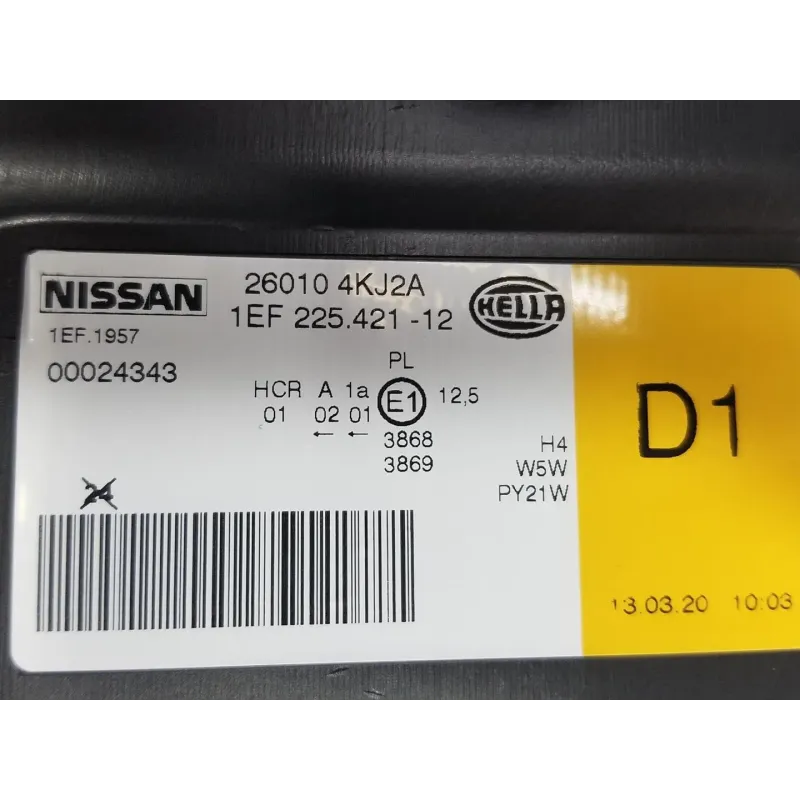 NISSAN
26010 4KJ2A
HELLA
1EF.1957
1EF 225.421 -12
00024343
PL
HCR A 1a E1 12,5
01 02 01
← ←
3868
3869
H4
W5W
PY21W
24
D1
13.03.20 10:03